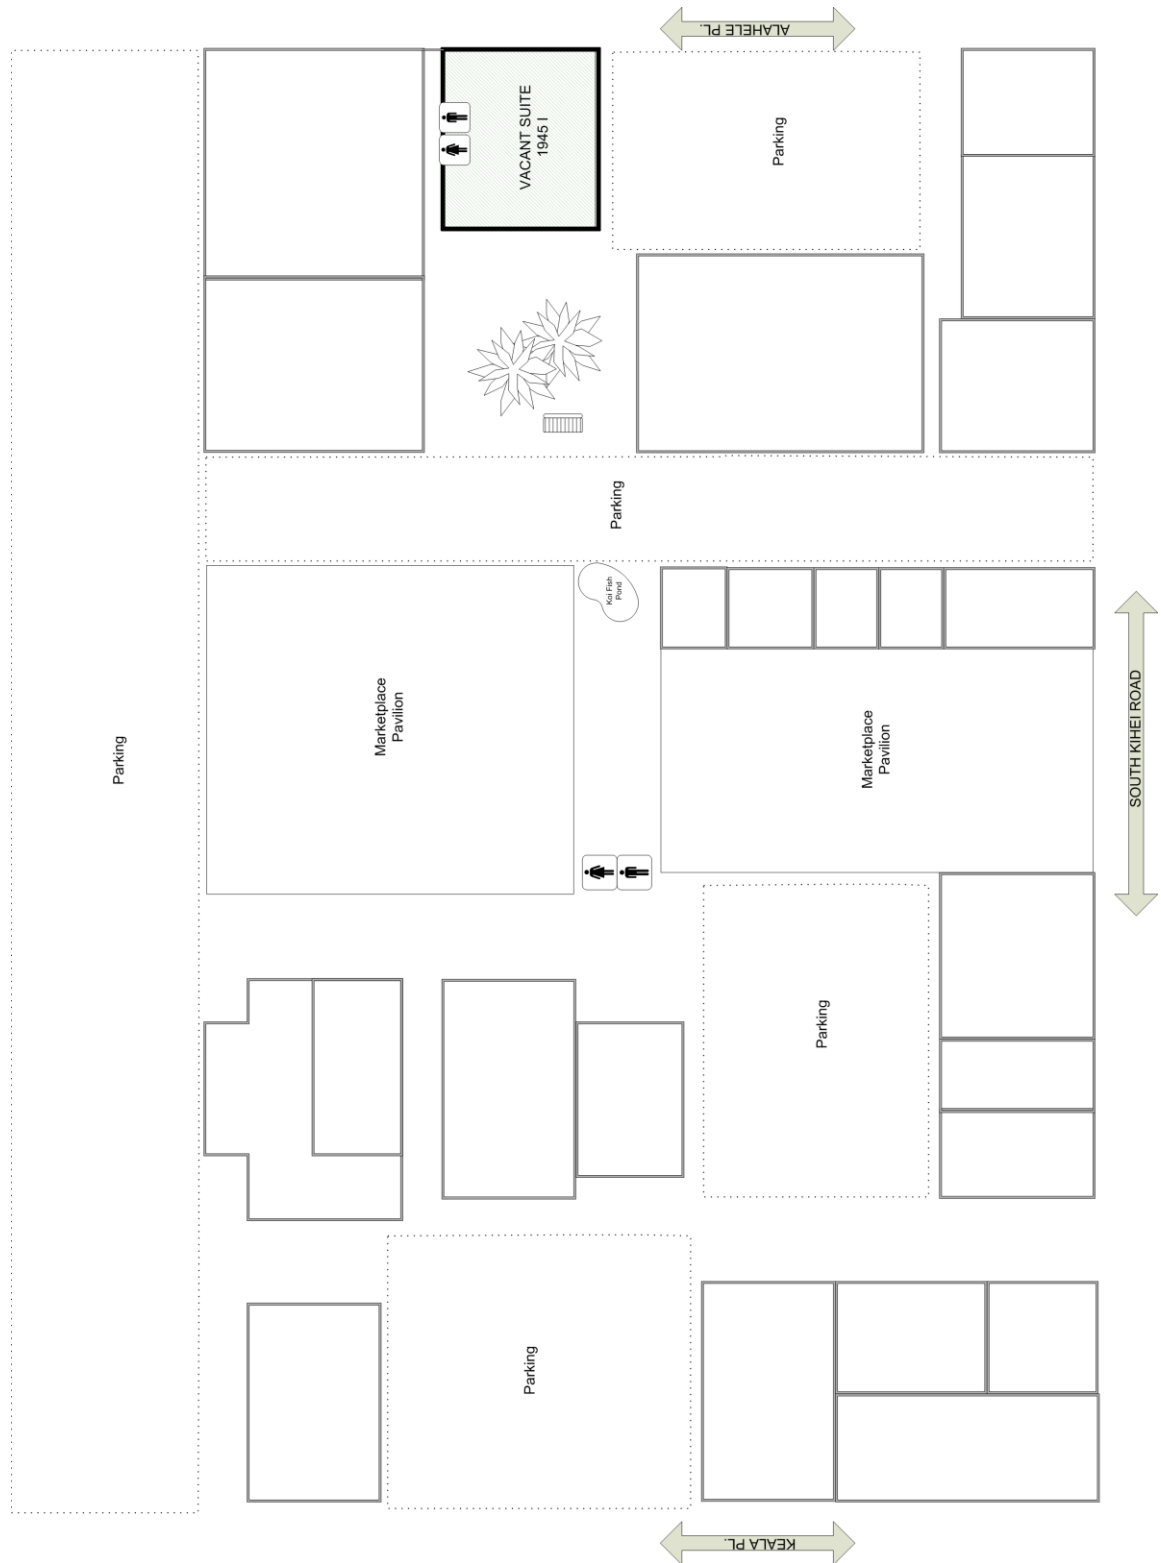 ALAHELE PL.
VACANT SUITE
1945 I
Parking
Parking
Koi Fish
Pond
Marketplace
Pavilion
Marketplace
Pavilion
SOUTH KIHEI ROAD
Parking
Parking
Parking
KEALA PL.